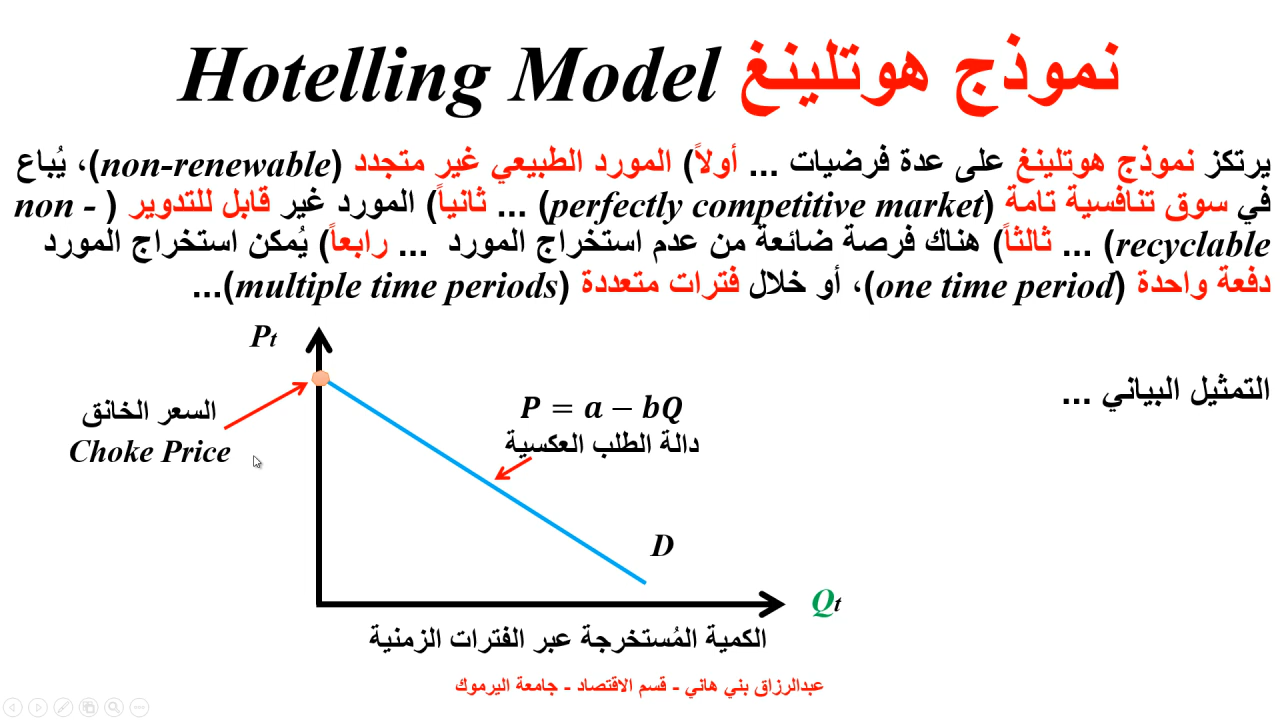 نموذج هوتلينغ Hotelling Model
يرتكز نموذج هوتلينغ على عدة فرضيات ... أولاً) المورد الطبيعي غير متجدد (non-renewable)، يُباع
في سوق تنافسية تامة (perfectly competitive market) ... ثانياً) المورد غير قابل للتدوير (non -
recyclable) ... ثالثاً) هناك فرصة ضائعة من عدم استخراج المورد ... رابعاً) يُمكن استخراج المورد
دفعة واحدة (one time period)، أو خلال فترات متعددة (multiple time periods)...
التمثيل البياني ...
Pt
السعر الخانق
Choke Price
P = a − bQ
دالة الطلب العكسية
D
Qt
الكمية المُستخرجة عبر الفترات الزمنية
عبدالرزاق بني هاني - قسم الاقتصاد - جامعة اليرموك